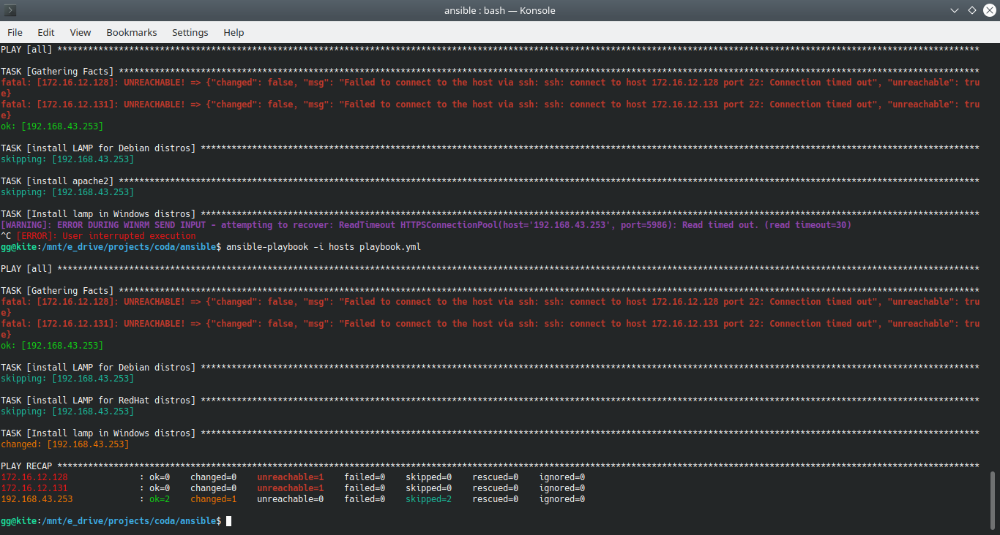 ansible : bash — Konsole
File Edit View Bookmarks Settings Help
PLAY [all] ************************************************************************************************************************************************************************************
TASK [Gathering Facts] ************************************************************************************************************************************************************************
fatal: [172.16.12.128]: UNREACHABLE! => {"changed": false, "msg": "Failed to connect to the host via ssh: ssh: connect to host 172.16.12.128 port 22: Connection timed out", "unreachable": tru
e}
fatal: [172.16.12.131]: UNREACHABLE! => {"changed": false, "msg": "Failed to connect to the host via ssh: ssh: connect to host 172.16.12.131 port 22: Connection timed out", "unreachable": tru
e}
ok: [192.168.43.253]
TASK [install LAMP for Debian distros] ********************************************************************************************************************************************************
skipping: [192.168.43.253]
TASK [install apache2] ************************************************************************************************************************************************************************
skipping: [192.168.43.253]
TASK [Install lamp in Windows distros] ********************************************************************************************************************************************************
[WARNING]: ERROR DURING WINRM SEND INPUT - attempting to recover: ReadTimeout HTTPSConnectionPool(host='192.168.43.253', port=5986): Read timed out. (read timeout=30)
^C [ERROR]: User interrupted execution
gg@kite:/mnt/e_drive/projects/coda/ansible$ ansible-playbook -i hosts playbook.yml
PLAY [all] ************************************************************************************************************************************************************************************
TASK [Gathering Facts] ************************************************************************************************************************************************************************
fatal: [172.16.12.128]: UNREACHABLE! => {"changed": false, "msg": "Failed to connect to the host via ssh: ssh: connect to host 172.16.12.128 port 22: Connection timed out", "unreachable": tru
e}
fatal: [172.16.12.131]: UNREACHABLE! => {"changed": false, "msg": "Failed to connect to the host via ssh: ssh: connect to host 172.16.12.131 port 22: Connection timed out", "unreachable": tru
e}
ok: [192.168.43.253]
TASK [install LAMP for Debian distros] ********************************************************************************************************************************************************
skipping: [192.168.43.253]
TASK [install LAMP for RedHat distros] ********************************************************************************************************************************************************
skipping: [192.168.43.253]
TASK [Install lamp in Windows distros] ********************************************************************************************************************************************************
changed: [192.168.43.253]
PLAY RECAP ************************************************************************************************************************************************************************************
172.16.12.128 : ok=0 changed=0 unreachable=1 failed=0 skipped=0 rescued=0 ignored=0
172.16.12.131 : ok=0 changed=0 unreachable=1 failed=0 skipped=0 rescued=0 ignored=0
192.168.43.253 : ok=2 changed=1 unreachable=0 failed=0 skipped=2 rescued=0 ignored=0
gg@kite:/mnt/e_drive/projects/coda/ansible$